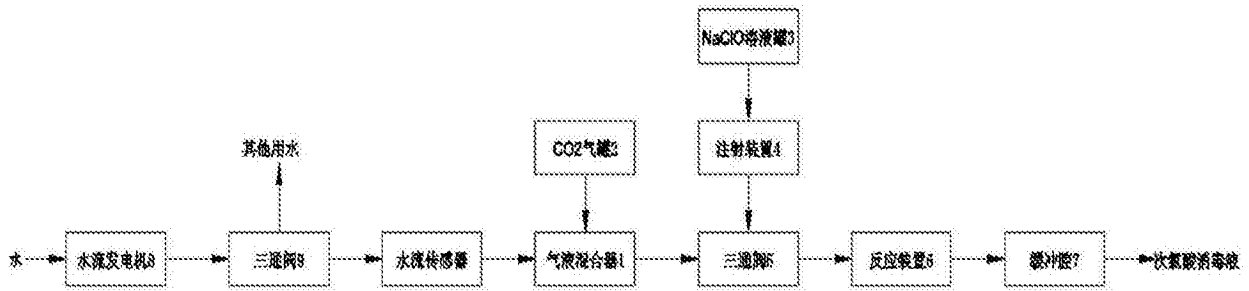 NaClO溶液罐3
其他用水
CO2气罐2
注射装置4
水
水流发电机8
三通阀9
水流传感器
气液混合器1
三通阀5
反应装置6
缓冲腔7
次氯酸消毒液